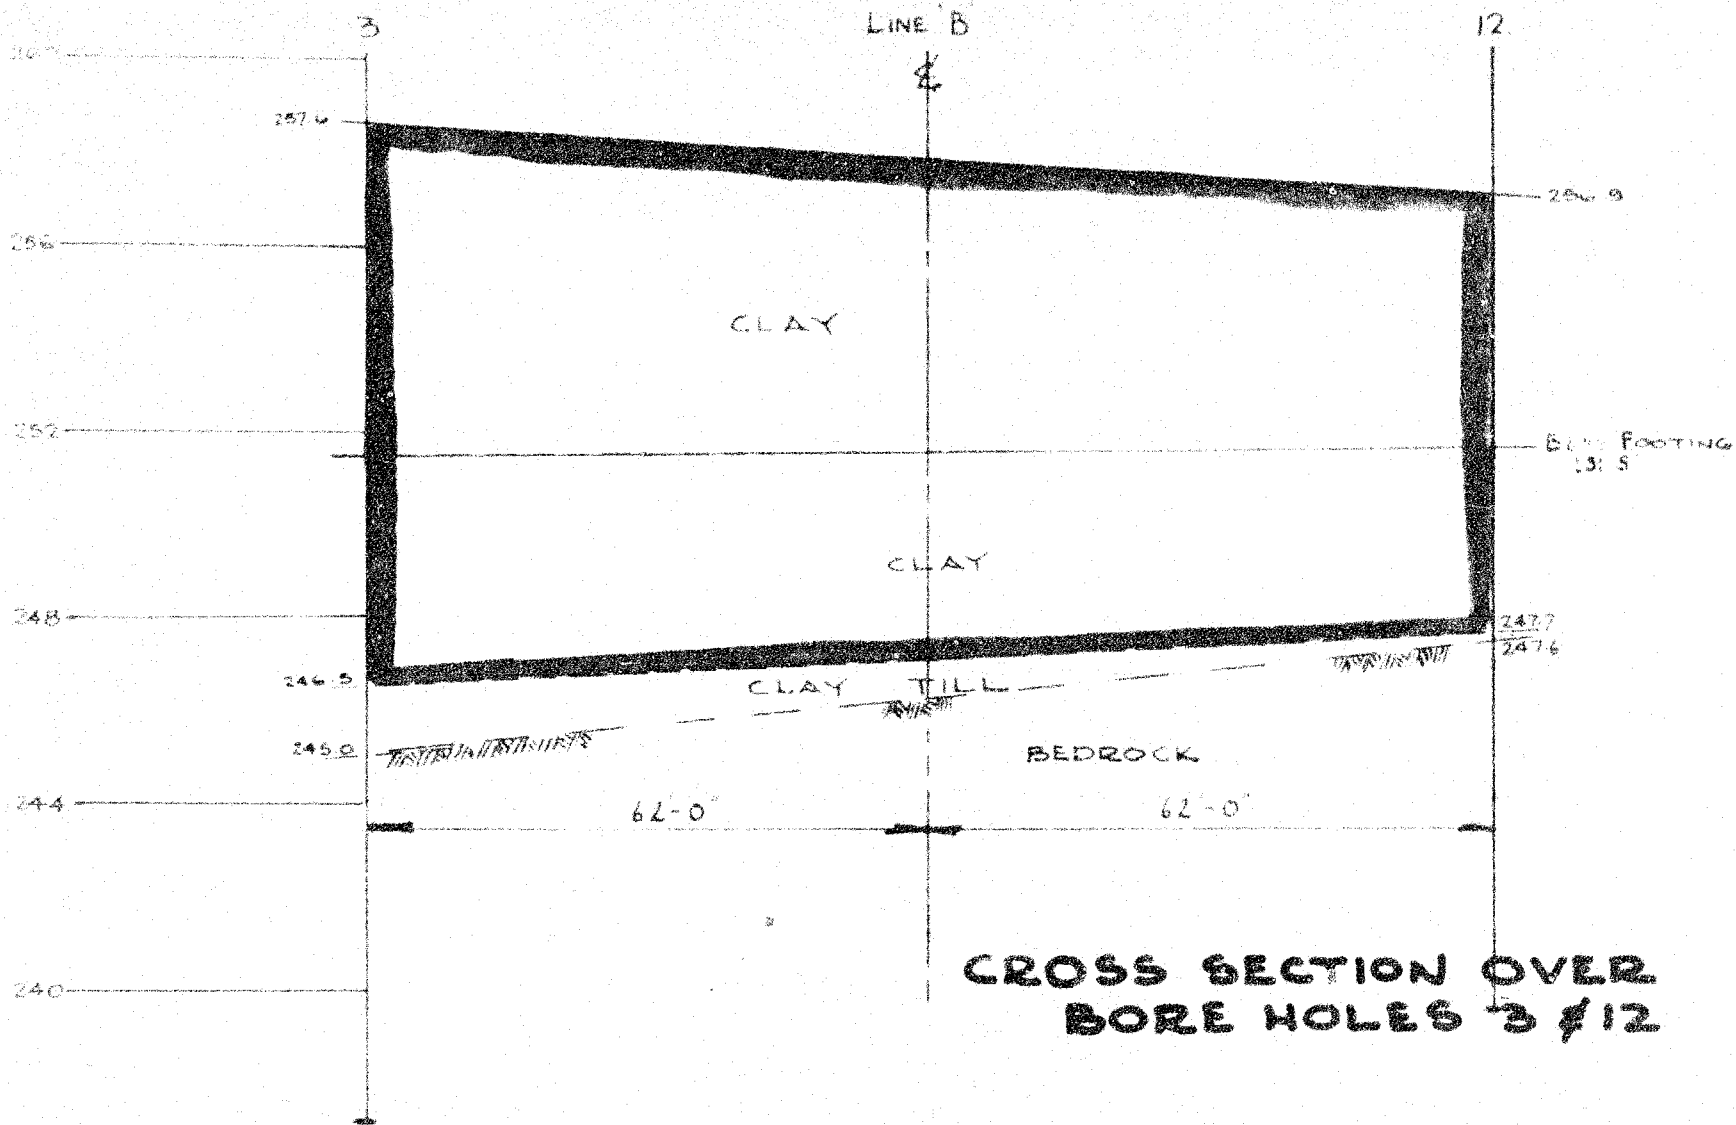 3
LINE 'B'
℄
12
257.6
256.9
256
CLAY
252
FOOTING
CLAY
248
247.7
247.6
246.5
CLAY TILL
245.0
BEDROCK
244
62'-0"
62'-0"
240
CROSS SECTION OVER
BORE HOLES 3 & 12